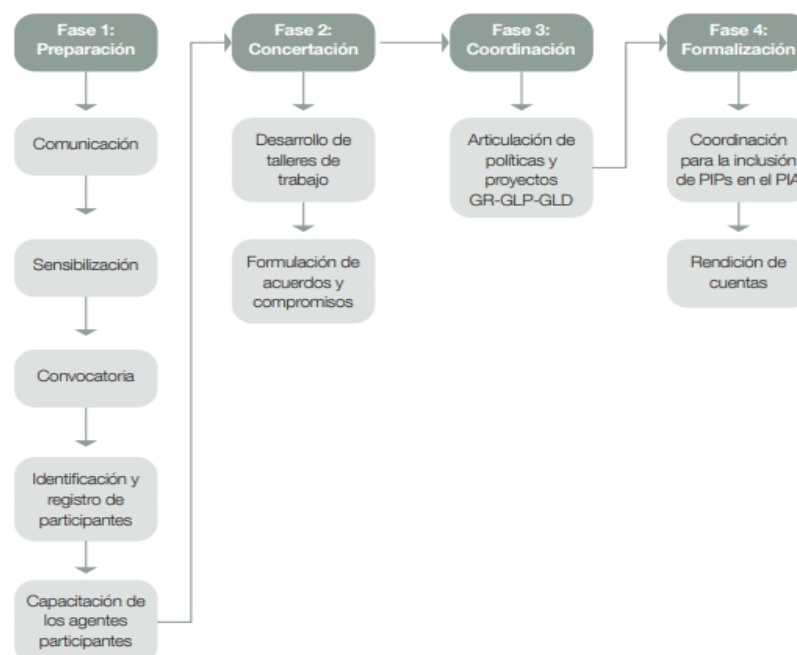 Fase 1:
Preparación
Comunicación
Sensibilización
Convocatoria
Identificación y
registro de
participantes
Capacitación de
los agentes
participantes
Fase 2:
Concertación
Desarrollo de
talleres de
trabajo
Formulación de
acuerdos y
compromisos
Fase 3:
Coordinación
Articulación de
políticas y
proyectos
GR-GLP-GLD
Fase 4:
Formalización
Coordinación
para la inclusión
de PIPs en el PIA
Rendición de
cuentas